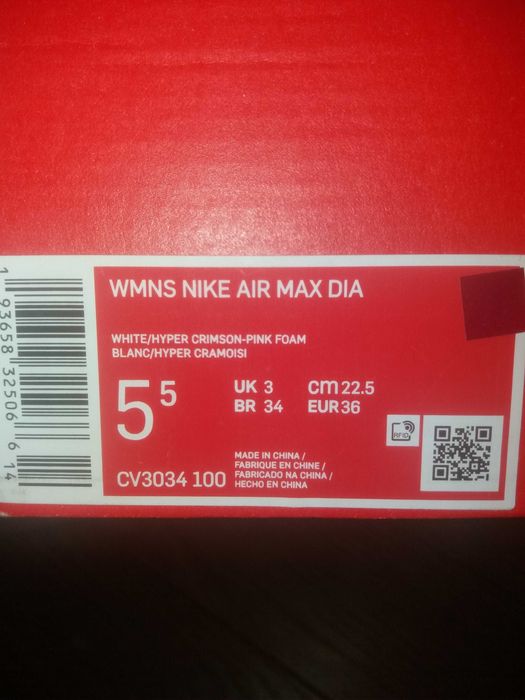 WMNS NIKE AIR MAX DIA
WHITE/HYPER CRIMSON-PINK FOAM
BLANC/HYPER CRAMOISI
5 5
UK 3 cm 22.5
BR 34 EUR 36
RFID
CV3034 100
MADE IN CHINA /
FABRIQUE EN CHINE /
FABRICADO NA CHINA /
HECHO EN CHINA
1 93658 32506 6 14